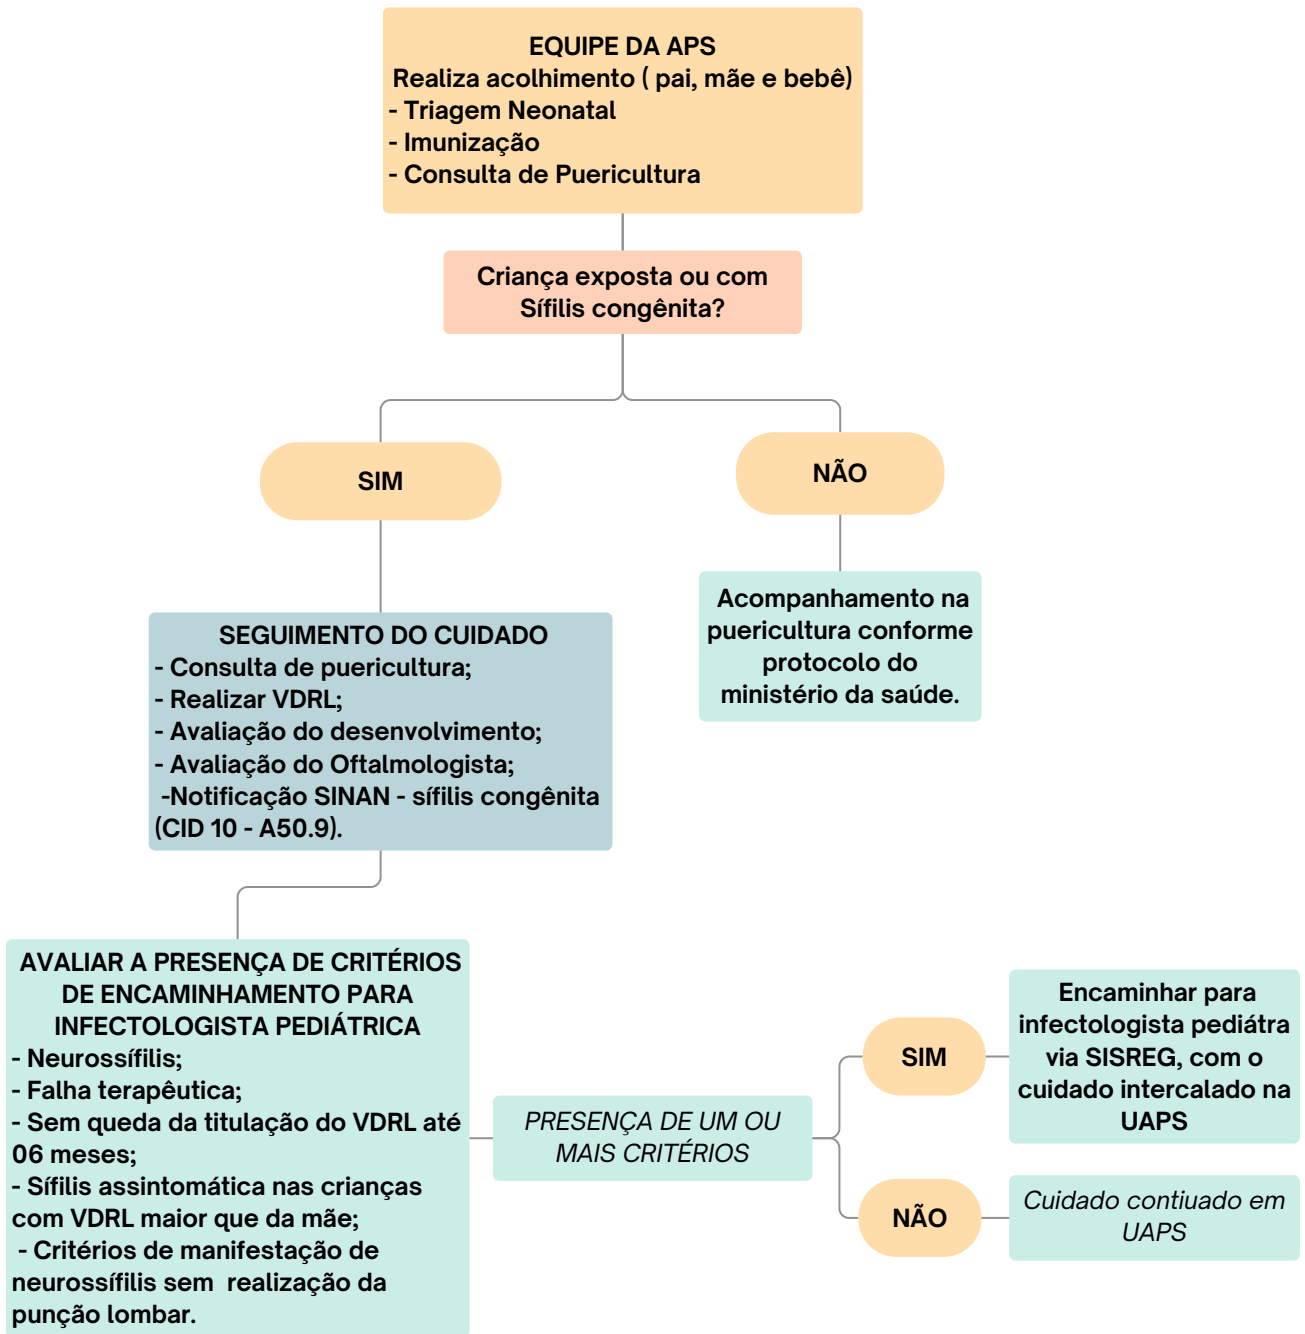 EQUIPE DA APS
Realiza acolhimento ( pai, mãe e bebê)
- Triagem Neonatal
- Imunização
- Consulta de Puericultura
Criança exposta ou com
Sífilis congênita?
SIM
NÃO
SEGUIMENTO DO CUIDADO
- Consulta de puericultura;
- Realizar VDRL;
- Avaliação do desenvolvimento;
- Avaliação do Oftalmologista;
-Notificação SINAN - sífilis congênita
(CID 10 - A50.9).
Acompanhamento na
puericultura conforme
protocolo do
ministério da saúde.
AVALIAR A PRESENÇA DE CRITÉRIOS
DE ENCAMINHAMENTO PARA
INFECTOLOGISTA PEDIÁTRICA
- Neurossífilis;
- Falha terapêutica;
- Sem queda da titulação do VDRL até
06 meses;
- Sífilis assintomática nas crianças
com VDRL maior que da mãe;
- Critérios de manifestação de
neurossífilis sem realização da
punção lombar.
PRESENÇA DE UM OU
MAIS CRITÉRIOS
SIM
Encaminhar para
infectologista pediátra
via SISREG, com o
cuidado intercalado na
UAPS
NÃO
Cuidado contiuado em
UAPS